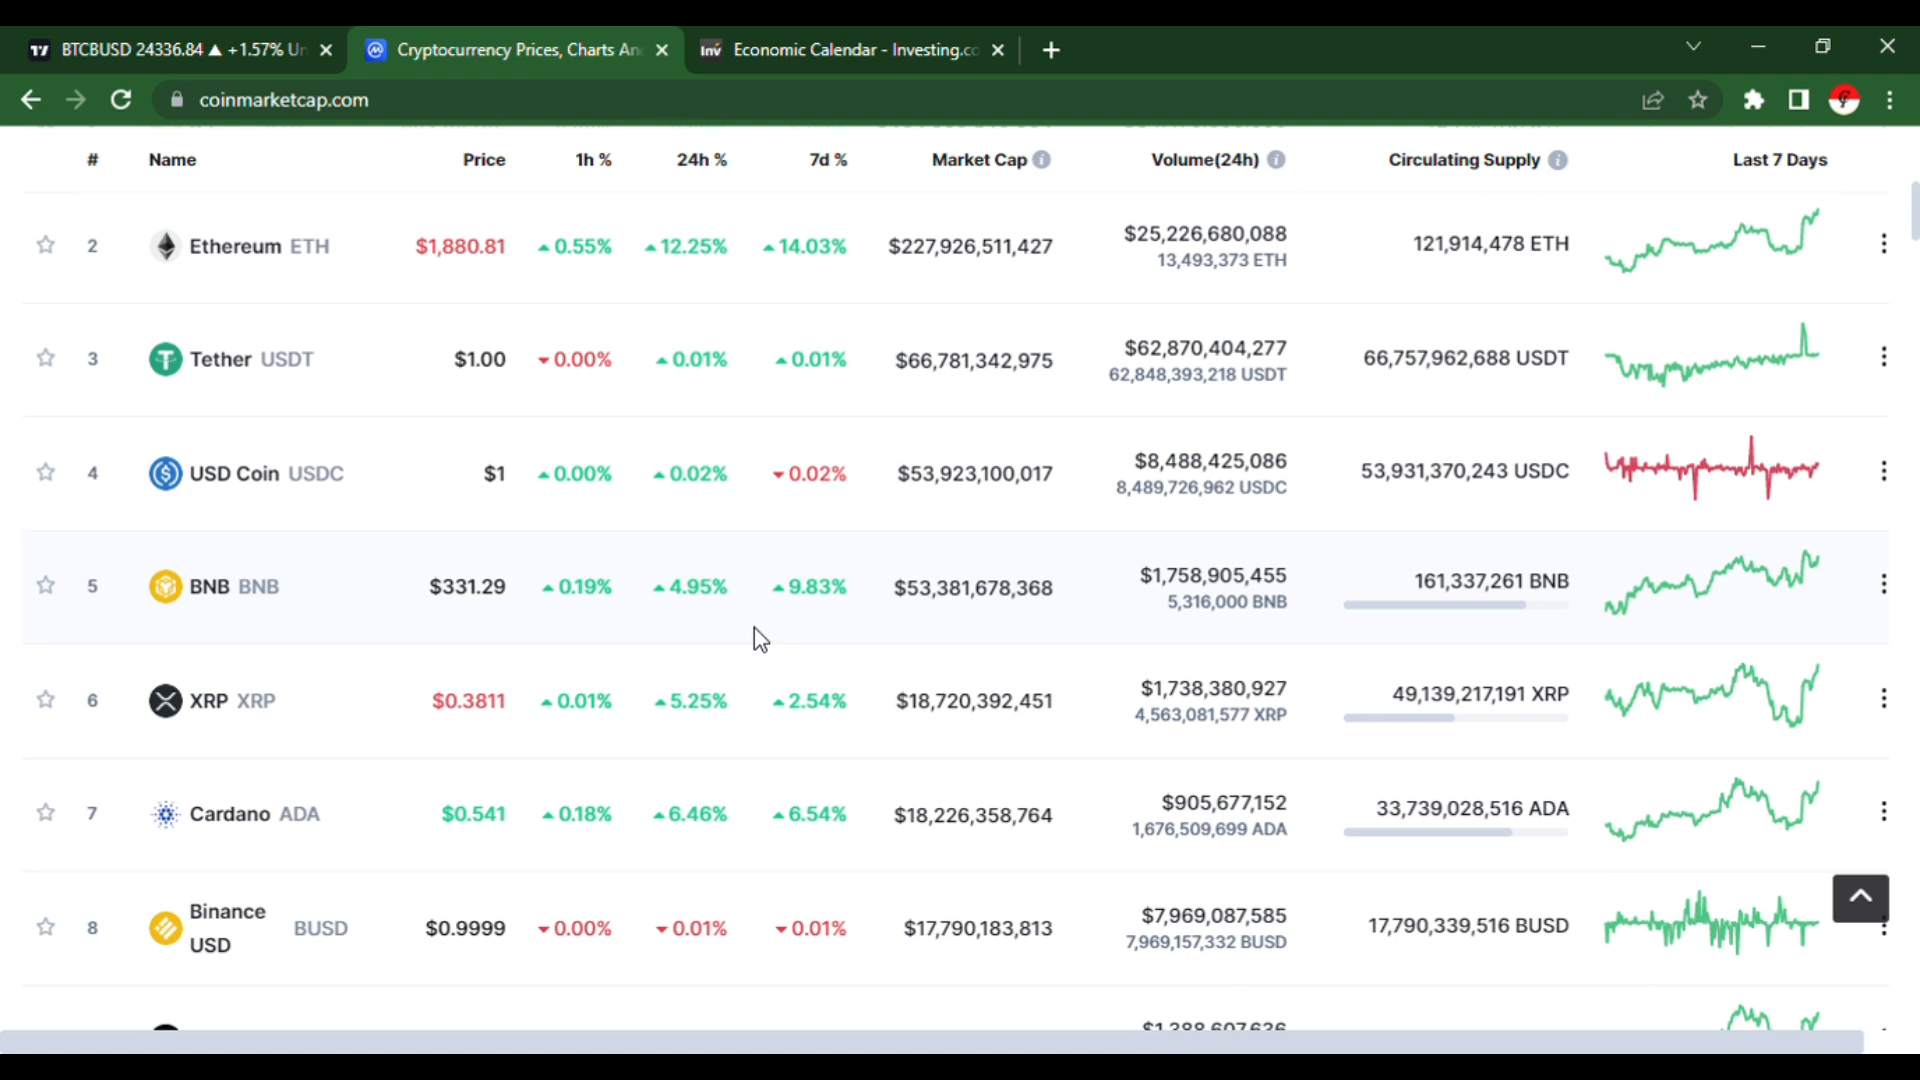 BTCBUSD 24336.84 ▲ +1.57% Un
Cryptocurrency Prices, Charts An
Inv Economic Calendar - Investing.co
coinmarketcap.com
# Name Price 1h % 24h % 7d % Market Cap Volume(24h) Circulating Supply Last 7 Days
2 Ethereum ETH $1,880.81 0.55% 12.25% 14.03% $227,926,511,427 $25,226,680,088 121,914,478 ETH
13,493,373 ETH
3 Tether USDT $1.00 0.00% 0.01% 0.01% $66,781,342,975 $62,870,404,277 66,757,962,688 USDT
62,848,393,218 USDT
4 USD Coin USDC $1 0.00% 0.02% 0.02% $53,923,100,017 $8,488,425,086 53,931,370,243 USDC
8,489,726,962 USDC
5 BNB BNB $331.29 0.19% 4.95% 9.83% $53,381,678,368 $1,758,905,455 161,337,261 BNB
5,316,000 BNB
6 XRP XRP $0.3811 0.01% 5.25% 2.54% $18,720,392,451 $1,738,380,927 49,139,217,191 XRP
4,563,081,577 XRP
7 Cardano ADA $0.541 0.18% 6.46% 6.54% $18,226,358,764 $905,677,152 33,739,028,516 ADA
1,676,509,699 ADA
8 Binance USD BUSD $0.9999 0.00% 0.01% 0.01% $17,790,183,813 $7,969,087,585 17,790,339,516 BUSD
7,969,157,332 BUSD